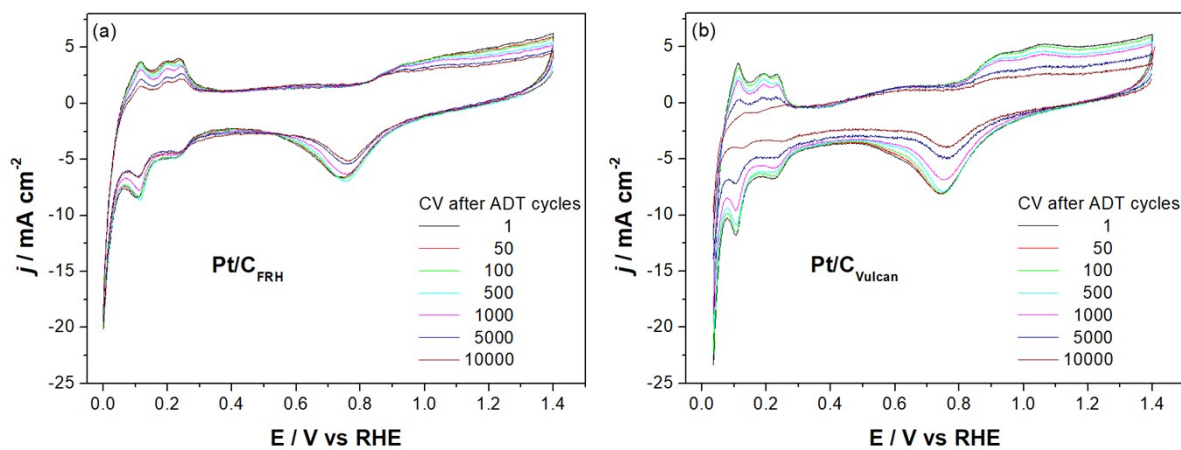 (a)
5
0
-5
-10
-15
-20
-25
j / mA cm-2
0.0 0.2 0.4 0.6 0.8 1.0 1.2 1.4
E / V vs RHE
Pt/CFRH
CV after ADT cycles
1
50
100
500
1000
5000
10000
(b)
5
0
-5
-10
-15
-20
-25
j / mA cm-2
0.0 0.2 0.4 0.6 0.8 1.0 1.2 1.4
E / V vs RHE
Pt/CVulcan
CV after ADT cycles
1
50
100
500
1000
5000
10000